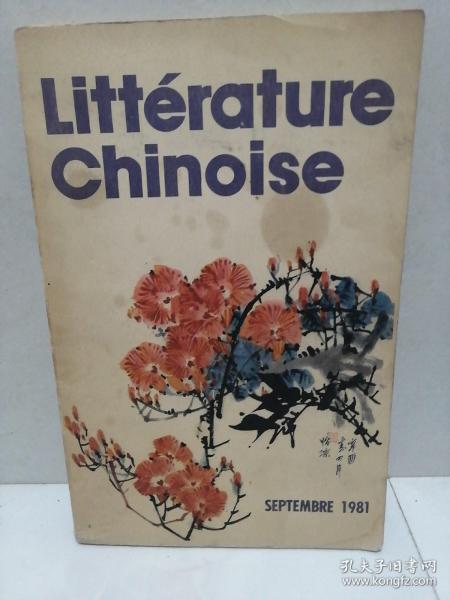 Littérature
Chinoise
SEPTEMBRE 1981
孔夫子旧书网
www.kongfz.com